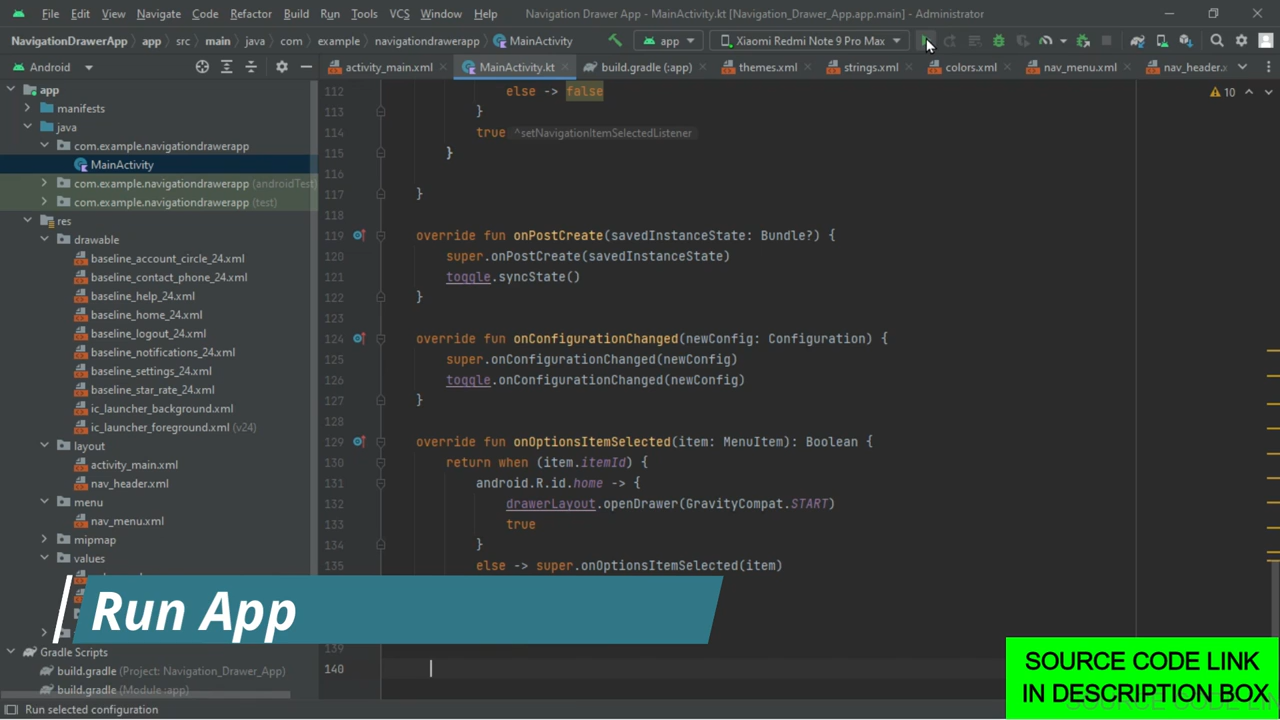 File Edit View Navigate Code Refactor Build Run Tools VCS Window Help Navigation Drawer App - MainActivity.kt [Navigation_Drawer_App.app.main] - Administrator
NavigationDrawerApp app src main java com example navigationdrawerapp MainActivity app Xiaomi Redmi Note 9 Pro Max
Android activity_main.xml MainActivity.kt build.gradle (:app) themes.xml strings.xml colors.xml nav_menu.xml nav_header.x
app
manifests
java
com.example.navigationdrawerapp
MainActivity
com.example.navigationdrawerapp (androidTest)
com.example.navigationdrawerapp (test)
res
drawable
baseline_account_circle_24.xml
baseline_contact_phone_24.xml
baseline_help_24.xml
baseline_home_24.xml
baseline_logout_24.xml
baseline_notifications_24.xml
baseline_settings_24.xml
baseline_star_rate_24.xml
ic_launcher_background.xml
ic_launcher_foreground.xml (v24)
layout
activity_main.xml
nav_header.xml
menu
nav_menu.xml
mipmap
values
Gradle Scripts
build.gradle (Project: Navigation_Drawer_App)
build.gradle (Module :app)
10
112 else -> false
113 }
114 true ^setNavigationItemSelectedListener
115 }
116
117 }
118
119 override fun onPostCreate(savedInstanceState: Bundle?) {
120 super.onPostCreate(savedInstanceState)
121 toggle.syncState()
122 }
123
124 override fun onConfigurationChanged(newConfig: Configuration) {
125 super.onConfigurationChanged(newConfig)
126 toggle.onConfigurationChanged(newConfig)
127 }
128
129 override fun onOptionsItemSelected(item: MenuItem): Boolean {
130 return when (item.itemId) {
131 android.R.id.home -> {
132 drawerLayout.openDrawer(GravityCompat.START)
133 true
134 }
135 else -> super.onOptionsItemSelected(item)
139
140
Run App
SOURCE CODE LINK
IN DESCRIPTION BOX
Run selected configuration